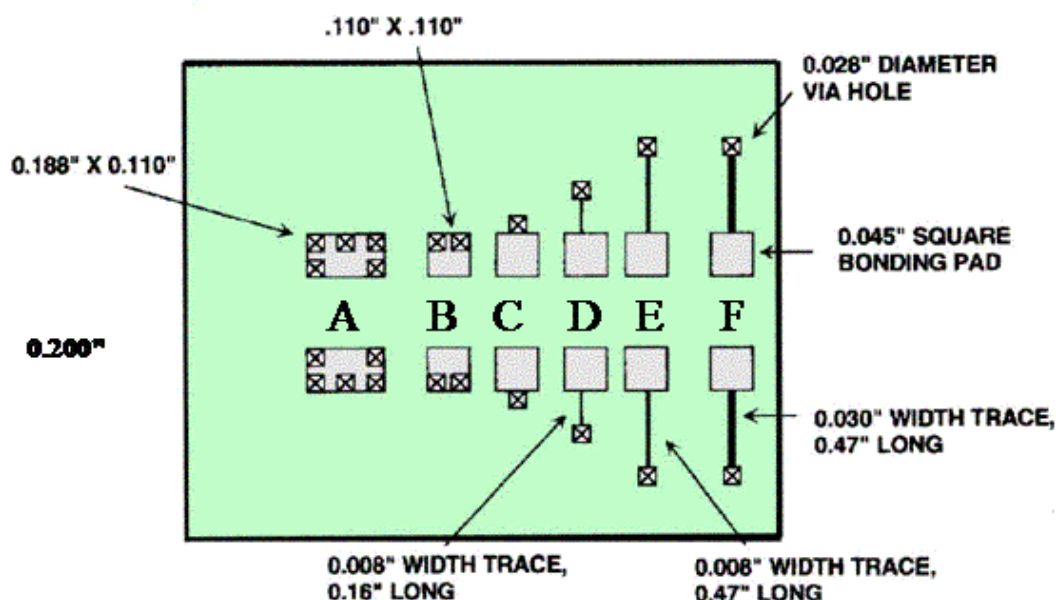 .110" X .110"
0.028" DIAMETER
VIA HOLE
0.188" X 0.110"
0.045" SQUARE
BONDING PAD
A B C D E F
0.200"
0.030" WIDTH TRACE,
0.47" LONG
0.008" WIDTH TRACE,
0.16" LONG
0.008" WIDTH TRACE,
0.47" LONG